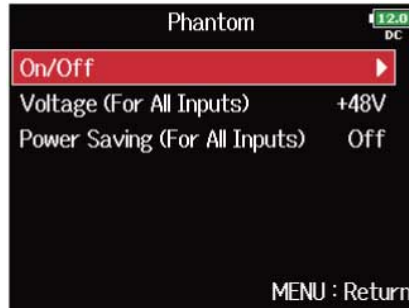 Phantom
12.0
DC
On/Off
Voltage (For All Inputs) +48V
Power Saving (For All Inputs) Off
MENU : Return